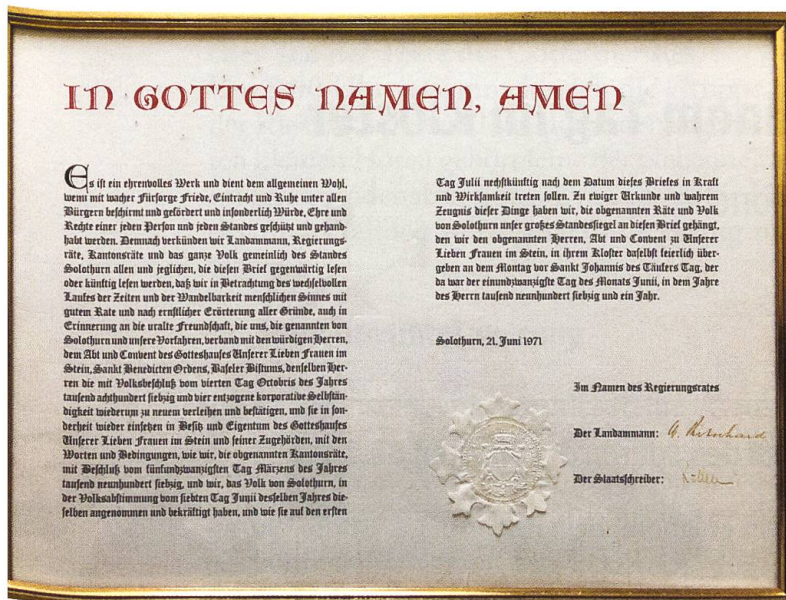 IN GOTTES NAMEN, AMEN
Es ist ein ehrenvolles Werk und dient dem allgemeinen Wohl,
wenn mit wacher Fürsorge Friede, Eintracht und Ruhe unter allen
Bürgern beschirmt und gefördert und insonderlich Würde, Ehre und
Rechte einer jeden Person und jeden Standes geschützt und gehand-
habt werden. Demnach verkünden wir Landammann, Regierungs-
räte, Kantonsräte und das ganze Volk gemeinlich des Standes
Solothurn allen und jeglichen, die diesen Brief gegenwärtig lesen
oder künftig lesen werden, daß wir in Betrachtung des wechselvollen
Laufes der Zeiten und der Wandelbarkeit menschlichen Sinnes mit
gutem Rate und nach ernstlicher Erörterung aller Gründe, auch in
Erinnerung an die uralte Freundschaft, die uns, die genannten von
Solothurn und unsere Vorfahren, verband mit den würdigen Herren,
dem Abt und Convent des Gotteshauses Unserer Lieben Frauen im
Stein, Sankt Benedicten Ordens, Baseler Bistums, denselben Her-
ren die mit Volksbeschluß vom vierten Tag Octobris des Jahres
tausend achthundert siebzig und vier entzogene korporative Selbstän-
digkeit wiederum zu neuem verleihen und bestätigen, und sie in son-
derheit wieder einsetzen in Besitz und Eigentum des Gotteshauses
Unserer Lieben Frauen im Stein und seiner Zugehörden, mit den
Worten und Bedingungen, wie wir, die obgenannten Kantonsräte,
mit Beschluß vom fünfundzwanzigsten Tag Märzens des Jahres
tausend neunhundert siebzig, und wir, das Volk von Solothurn, in
der Volksabstimmung vom siebten Tag Junii desselben Jahres die-
selben angenommen und bekräftigt haben, und wie sie auf den ersten
Tag Julii nechstkünftig nach dem Datum dieses Briefes in Kraft
und Wirksamkeit treten sollen. Zu ewiger Urkunde und wahrem
Zeugnis dieser Dinge haben wir, die obgenannten Räte und Volk
von Solothurn unser großes Standessiegel an diesen Brief gehängt,
den wir den obgenannten Herren, Abt und Convent zu Unserer
Lieben Frauen im Stein, in ihrem Kloster daselbst feierlich über-
geben an dem Montag vor Sankt Johannis des Täufers Tag, der
da war der einundzwanzigste Tag des Monats Junii, in dem Jahre
des Herrn tausend neunhundert siebzig und ein Jahr.
Solothurn, 21. Juni 1971
Im Namen des Regierungsrates
Der Landammann:
Der Staatsschreiber: